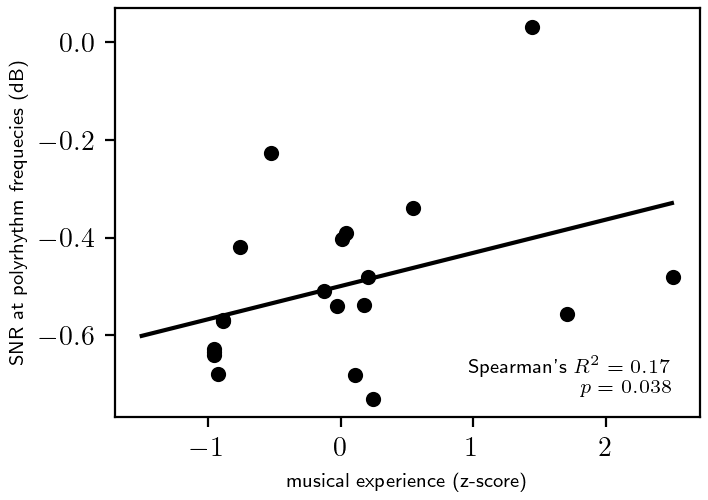 0.0
−0.2
−0.4
−0.6
SNR at polyrhythm frequecies (dB)
Spearman's R² = 0.17
p = 0.038
−1
0
1
2
musical experience (z-score)